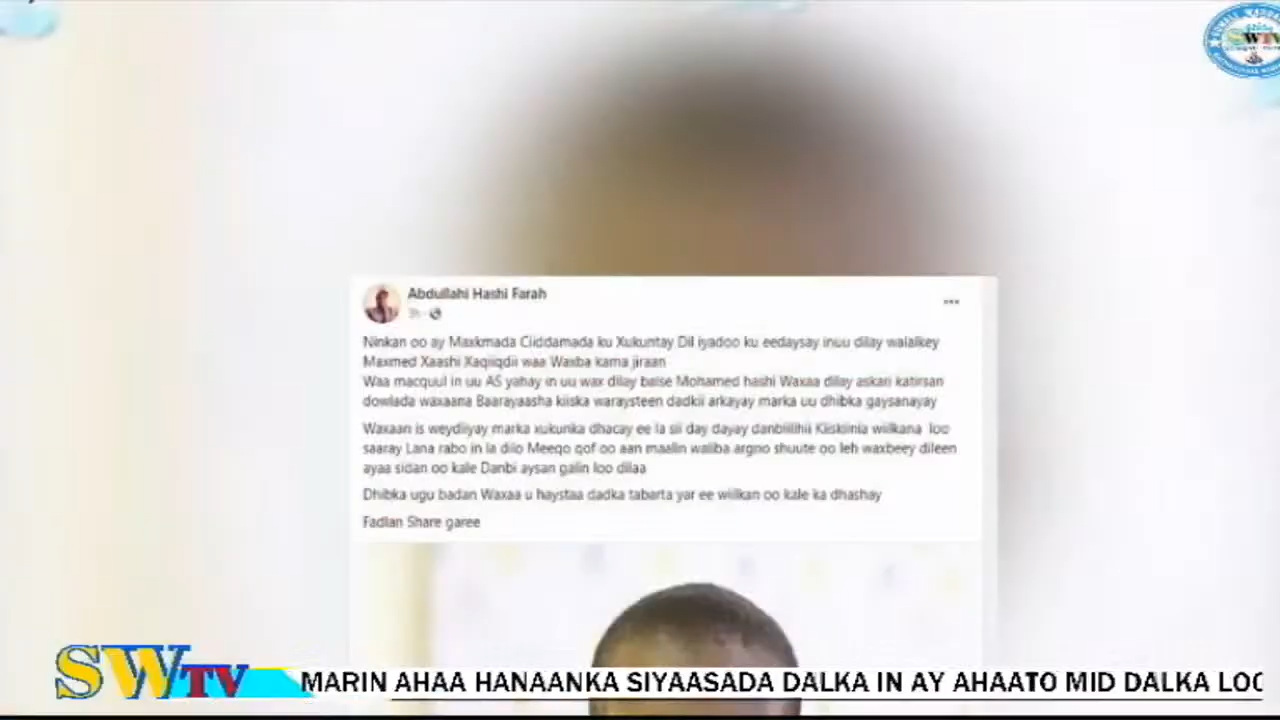 Abdullahi Hashi Farah
Ninkan oo ay Maxkmada Ciiddamada ku Xukuntay Dil iyadoo ku eedaysay inuu dilay walalkey
Maxmed Xaashi Xaqiiqdii waa Waxba kama jiraan
Waa macquul in uu AS yahay in uu wax dilay balse Mohamed hashi Waxaa dilay askari katirsan
dowlada waxaana Baarayaasha kiiska waraysteen dadkii arkayay marka uu dhibka gaysanayay
Waxaan is weydiiyay marka xukunka dhacay ee la sii day dayay danbiilihii Kiiskiinia wiilkana loo
saaray Lana rabo in la dilo Meeqo qof oo aan maalin waliba argno shuute oo leh waxbeey dileen
ayaa sidan oo kale Danbi aysan galin loo dilaa
Dhibka ugu badan Waxaa u haystaa dadka tabarta yar ee wiilkan oo kale ka dhashay
Fadlan Share garee
SWTV
MARIN AHAA HANAANKA SIYAASADA DALKA IN AY AHAATO MID DALKA LOO